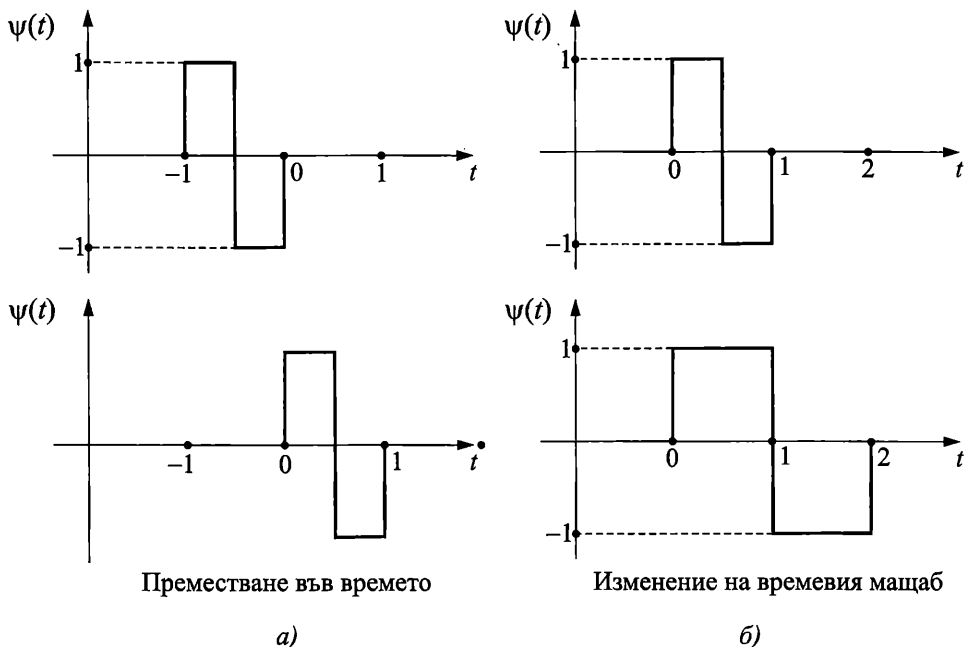 ψ(t)
1
−1
0
1
t
−1
ψ(t)
1
0
1
2
t
−1
ψ(t)
−1
0
1
t
ψ(t)
1
0
1
2
t
−1
Преместване във времето
Изменение на времевия мащаб
а)
б)